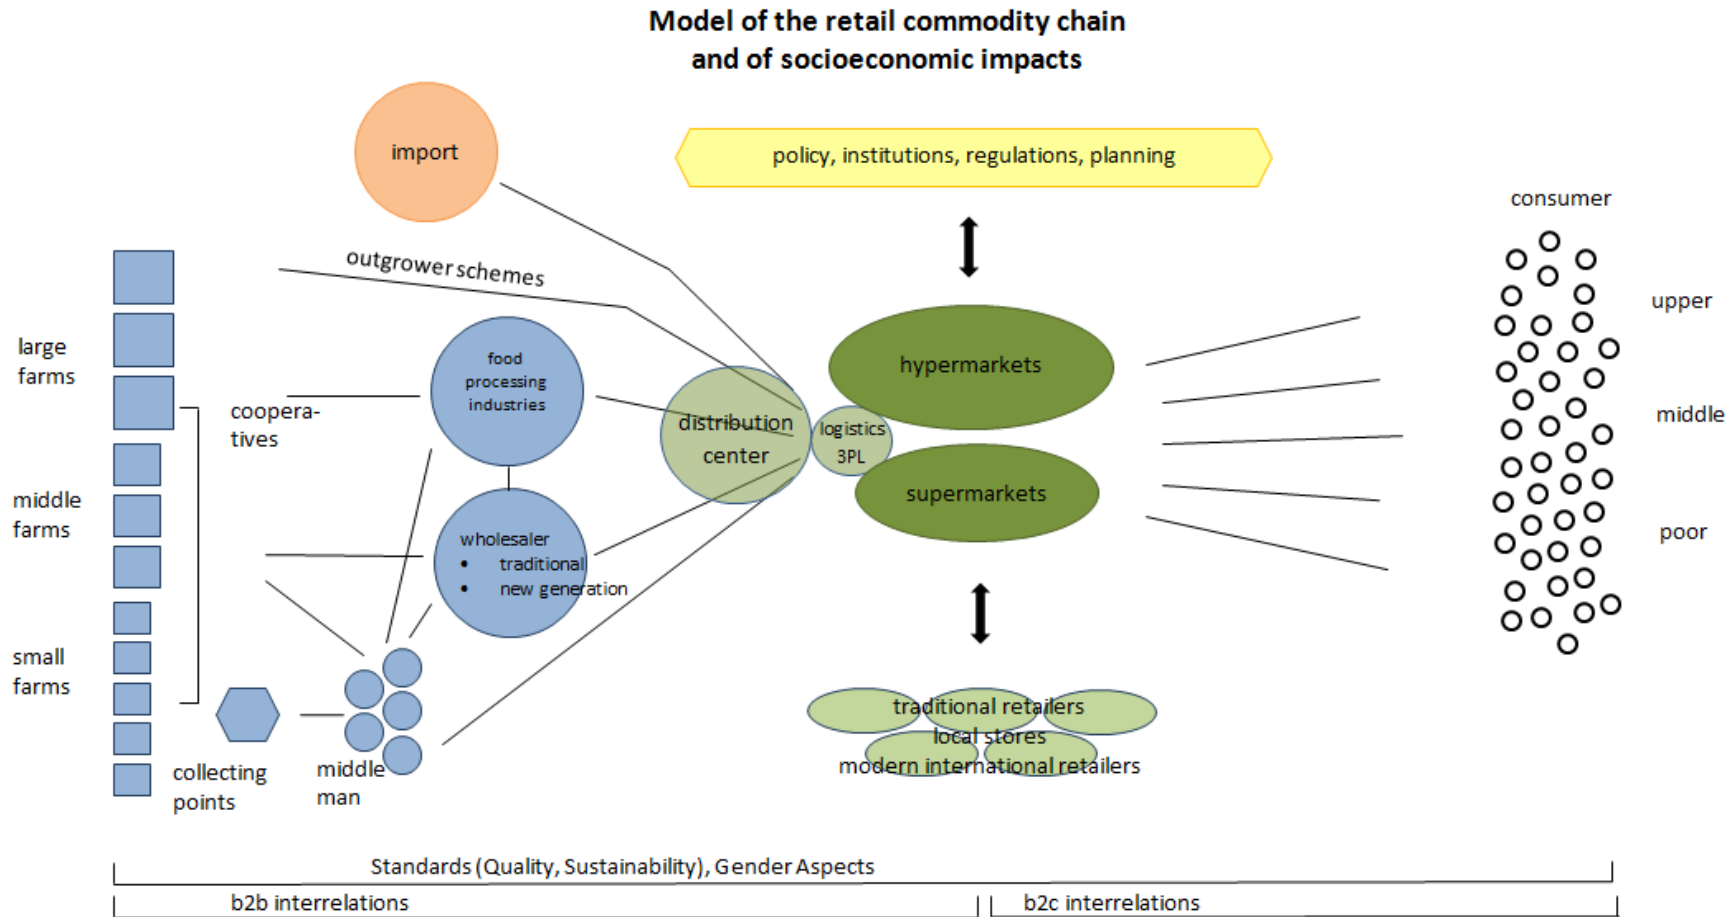 Model of the retail commodity chain
and of socioeconomic impacts
import
policy, institutions, regulations, planning
consumer
outgrower schemes
upper
large
farms
food
processing
industries
hypermarkets
coopera-
tives
distribution
center
logistics
3PL
middle
middle
farms
supermarkets
wholesaler
• traditional
• new generation
poor
small
farms
collecting
points
middle
man
traditional retailers
local stores
modern international retailers
Standards (Quality, Sustainability), Gender Aspects
b2b interrelations
b2c interrelations